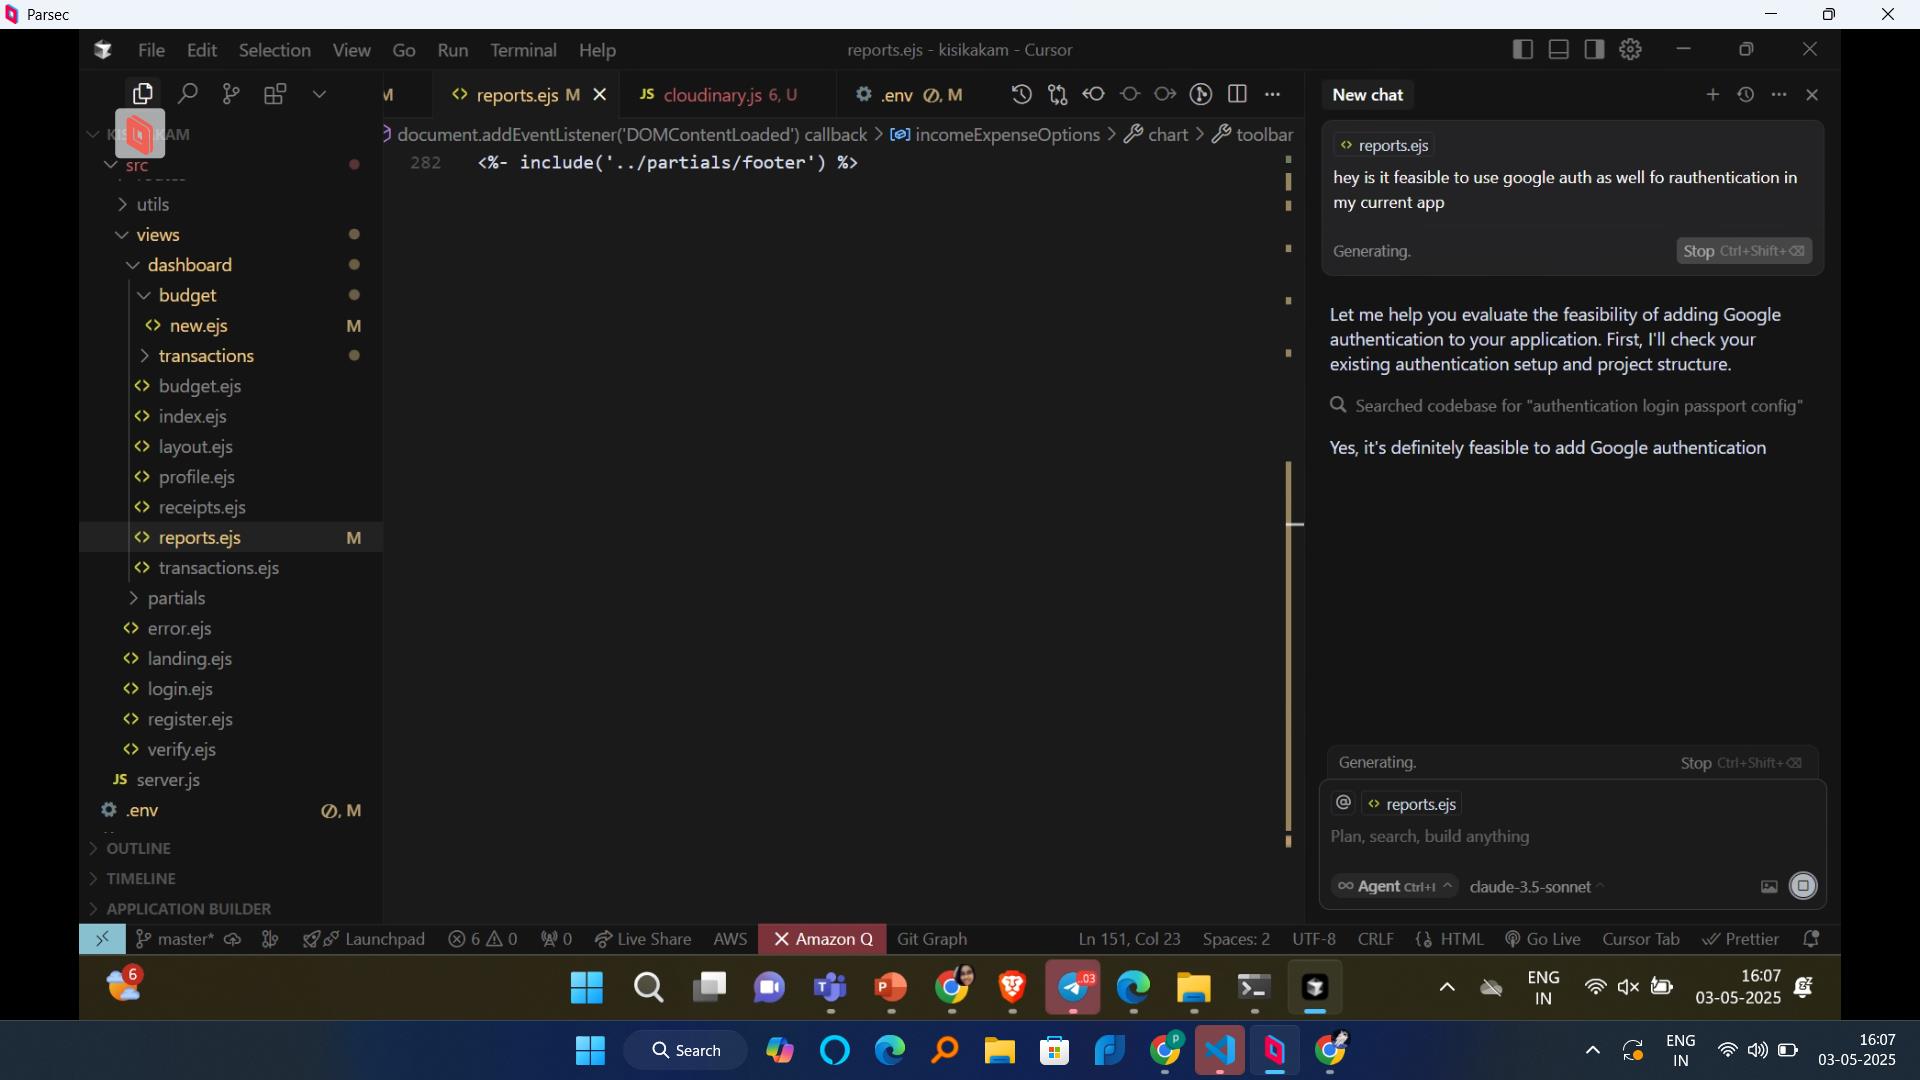 Parsec
File Edit Selection View Go Run Terminal Help
reports.ejs - kisikakam - Cursor
M
reports.ejs M
JS cloudinary.js 6, U
.env M
New chat
AM
document.addEventListener('DOMContentLoaded') callback > incomeExpenseOptions > chart > toolbar
282 <%- include('../partials/footer') %>
src
utils
views
dashboard
budget
new.ejs M
transactions
budget.ejs
index.ejs
layout.ejs
profile.ejs
receipts.ejs
reports.ejs M
transactions.ejs
partials
error.ejs
landing.ejs
login.ejs
register.ejs
verify.ejs
JS server.js
.env , M
OUTLINE
TIMELINE
APPLICATION BUILDER
reports.ejs
hey is it feasible to use google auth as well fo rauthentication in
my current app
Generating.
Stop Ctrl+Shift+
Let me help you evaluate the feasibility of adding Google
authentication to your application. First, I'll check your
existing authentication setup and project structure.
Searched codebase for "authentication login passport config"
Yes, it's definitely feasible to add Google authentication
Generating.
Stop Ctrl+Shift+
@ reports.ejs
Plan, search, build anything
Agent Ctrl+I claude-3.5-sonnet
master* Launchpad 6 0 0 Live Share AWS Amazon Q Git Graph
Ln 151, Col 23 Spaces: 2 UTF-8 CRLF {} HTML Go Live Cursor Tab Prettier
6
.03
ENG
IN
16:07
03-05-2025
Search
P
ENG
IN
16:07
03-05-2025